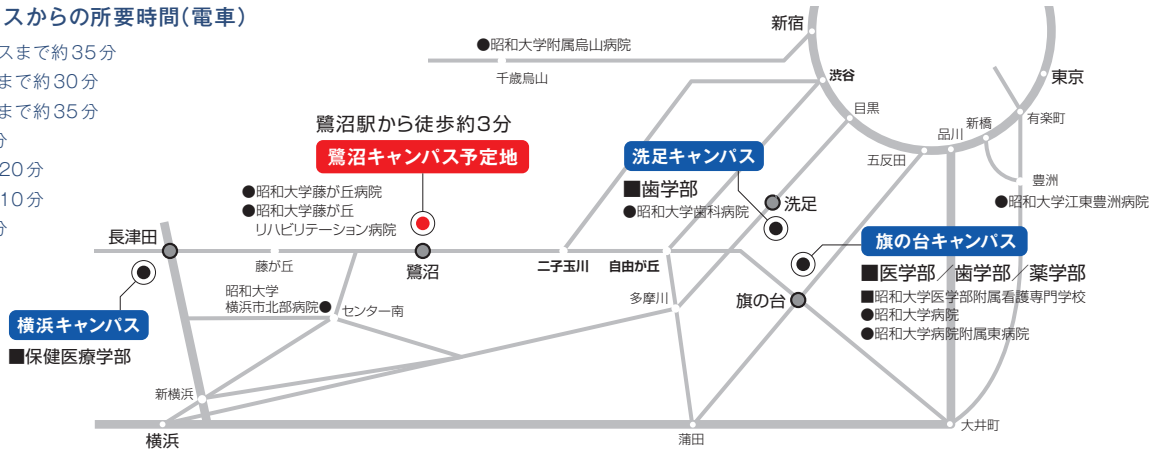 スからの所要時間(電車)
スまで約35分
まで約30分
まで約35分
分
20分
10分
分
新宿
●昭和大学附属烏山病院
千歳烏山
渋谷
東京
目黒
新橋
有楽町
品川
五反田
豊洲
●昭和大学江東豊洲病院
鷺沼駅から徒歩約3分
鷺沼キャンパス予定地
洗足キャンパス
■歯学部
●昭和大学歯科病院
洗足
●昭和大学藤が丘病院
●昭和大学藤が丘
リハビリテーション病院
旗の台キャンパス
■医学部/歯学部/薬学部
■昭和大学医学部附属看護専門学校
●昭和大学病院
●昭和大学病院附属東病院
長津田
藤が丘
鷺沼
二子玉川
自由が丘
昭和大学
横浜市北部病院●
センター南
多摩川
旗の台
横浜キャンパス
■保健医療学部
新横浜
横浜
蒲田
大井町